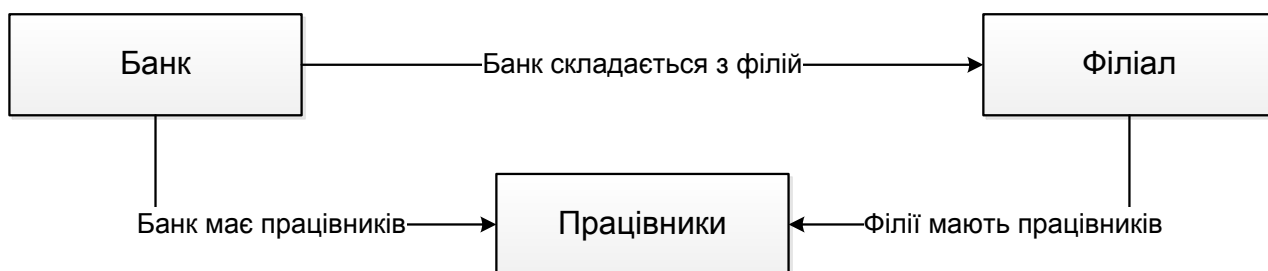 Банк
Банк складається з філій
Філіал
Банк має працівників
Працівники
Філії мають працівників